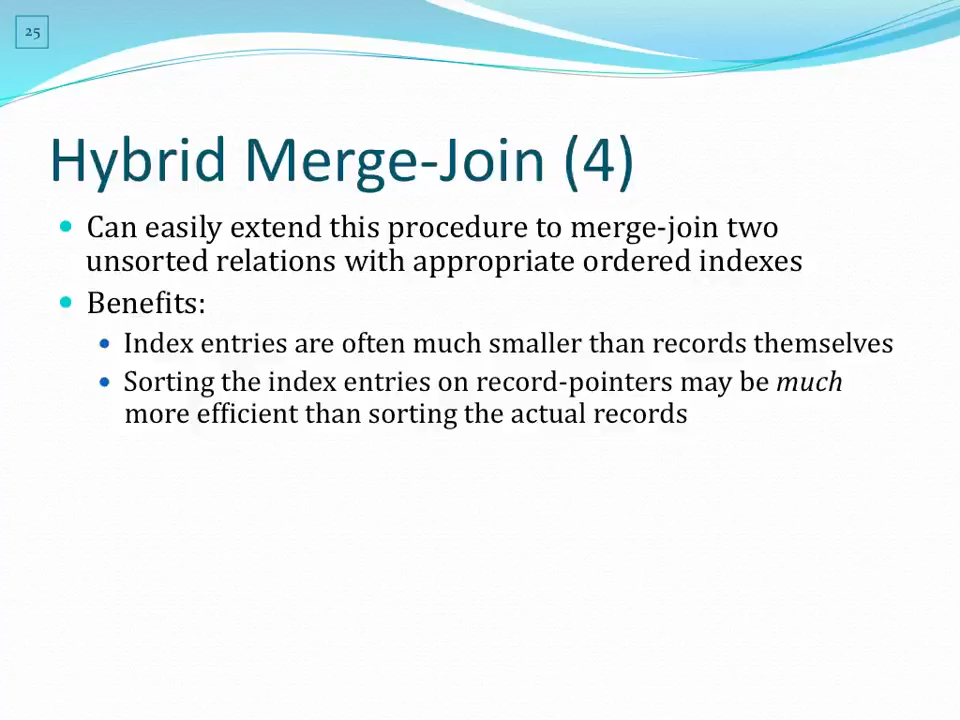 25
Hybrid Merge-Join (4)
Can easily extend this procedure to merge-join two
unsorted relations with appropriate ordered indexes
Benefits:
Index entries are often much smaller than records themselves
Sorting the index entries on record-pointers may be much
more efficient than sorting the actual records